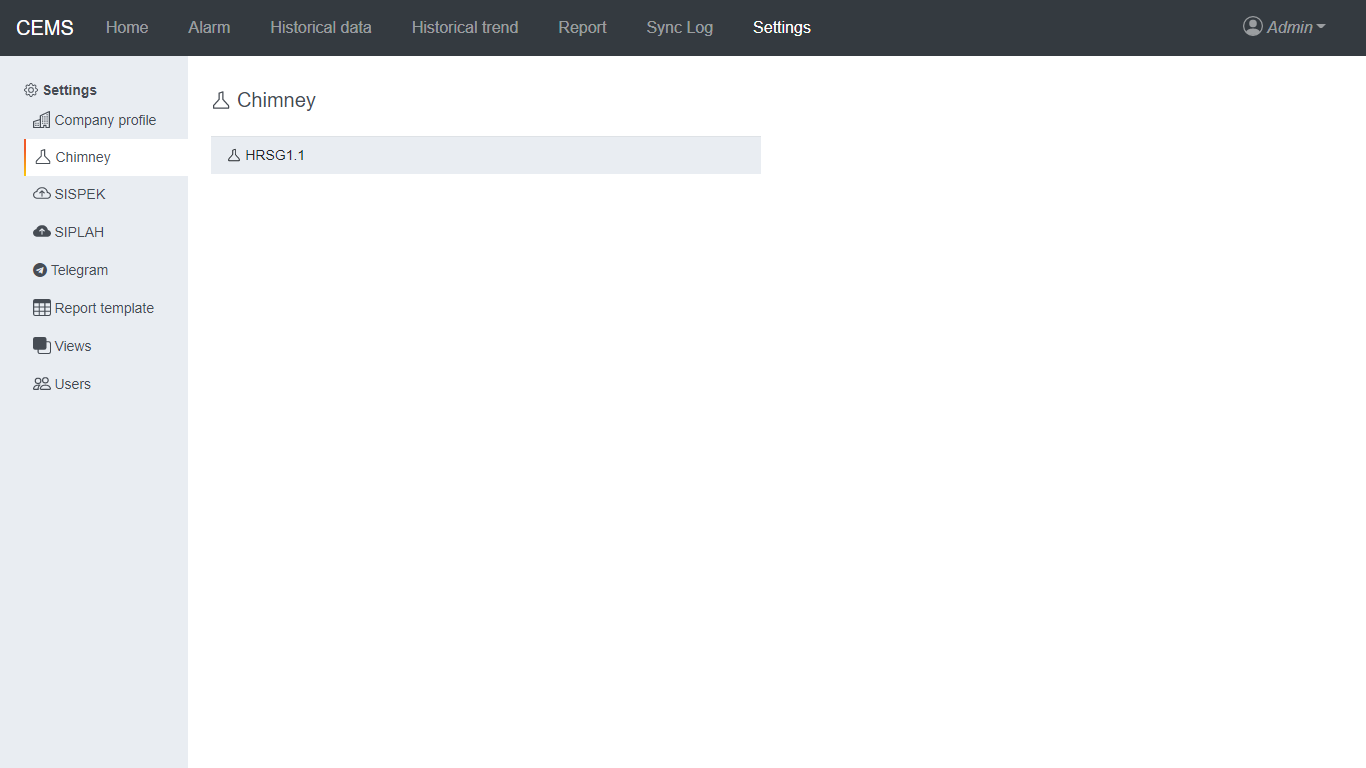 CEMS Home Alarm Historical data Historical trend Report Sync Log Settings Admin
Settings
Company profile
Chimney
SISPEK
SIPLAH
Telegram
Report template
Views
Users
Chimney
HRSG1.1